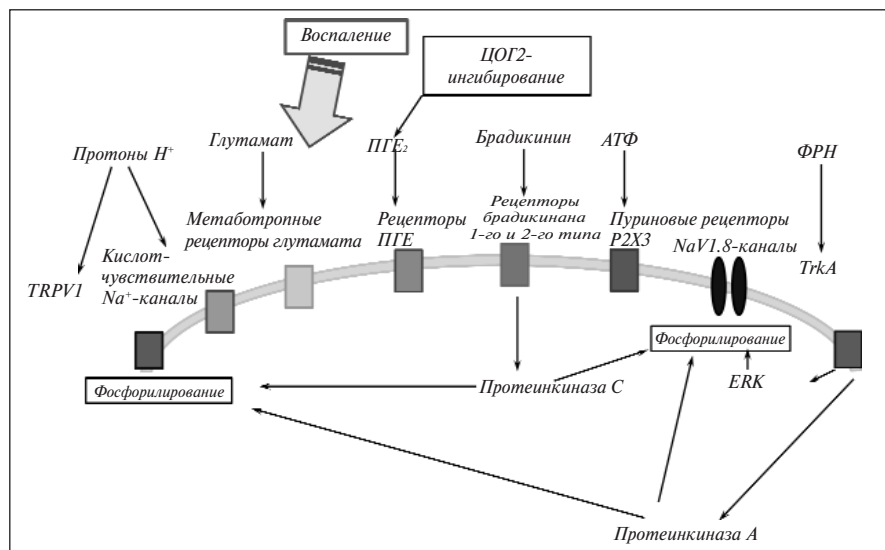 Воспаление
ЦОГ2-
ингибирование
Протоны H⁺
Глутамат
ПГЕ₂
Брадикинин
АТФ
ФРН
Метаботропные
рецепторы глутамата
Рецепторы
ПГЕ
Рецепторы
брадикинана
1-го и 2-го типа
Пуриновые рецепторы
P2X3
NaV1.8-каналы
TRPV1
Кислот-
чувствительные
Na⁺-каналы
TrkA
Фосфорилирование
Протеинкиназа С
Фосфорилирование
ERK
Протеинкиназа А